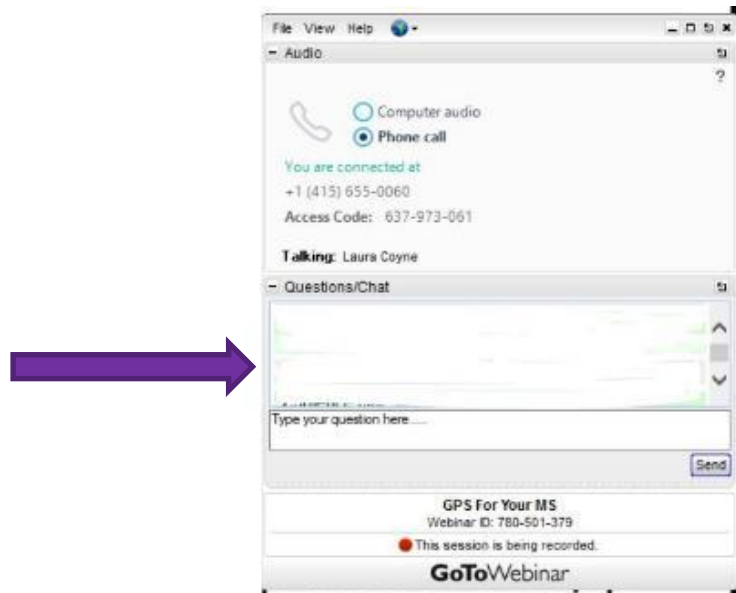 File View Help
− Audio
?
Computer audio
Phone call
You are connected at
+1 (415) 655-0060
Access Code: 637-973-061
Talking: Laura Coyne
− Questions/Chat
Type your question here.....
Send
GPS For Your MS
Webinar ID: 780-501-379
This session is being recorded.
GoToWebinar